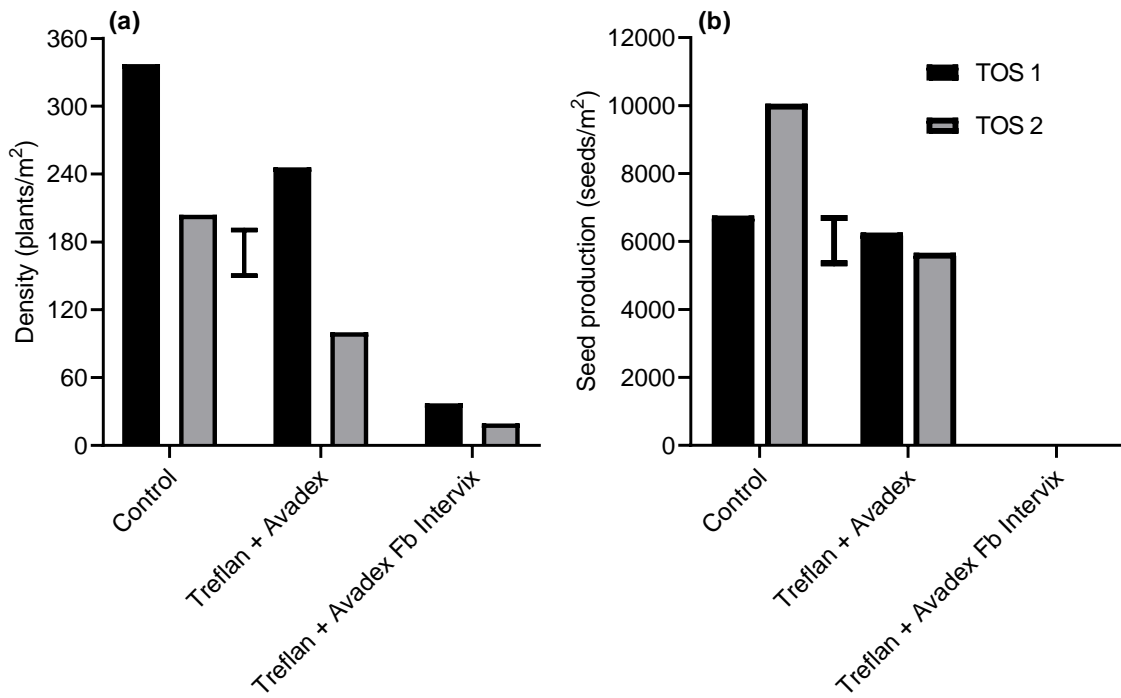 (a)
Density (plants/m²)
360
300
240
180
120
60
0
Control
Treflan + Avadex
Treflan + Avadex Fb Intervix
(b)
Seed production (seeds/m²)
12000
10000
8000
6000
4000
2000
0
TOS 1
TOS 2
Control
Treflan + Avadex
Treflan + Avadex Fb Intervix